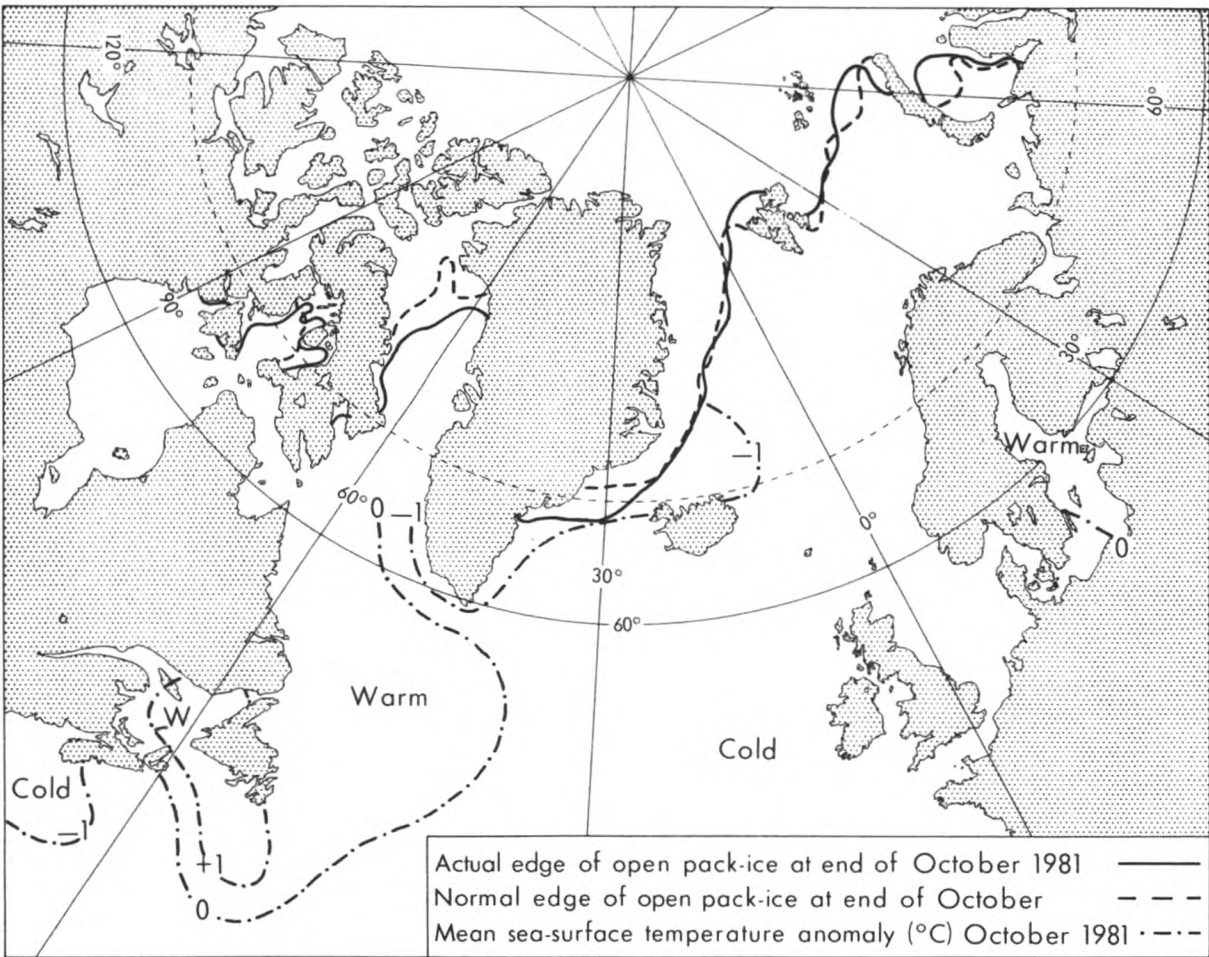 120°
60°
90°
30°
Warm
0°
60°
0
–1
–1
0
30°
60°
Warm
W
Cold
Cold
–1
+1
0
Actual edge of open pack-ice at end of October 1981
Normal edge of open pack-ice at end of October
Mean sea-surface temperature anomaly (°C) October 1981